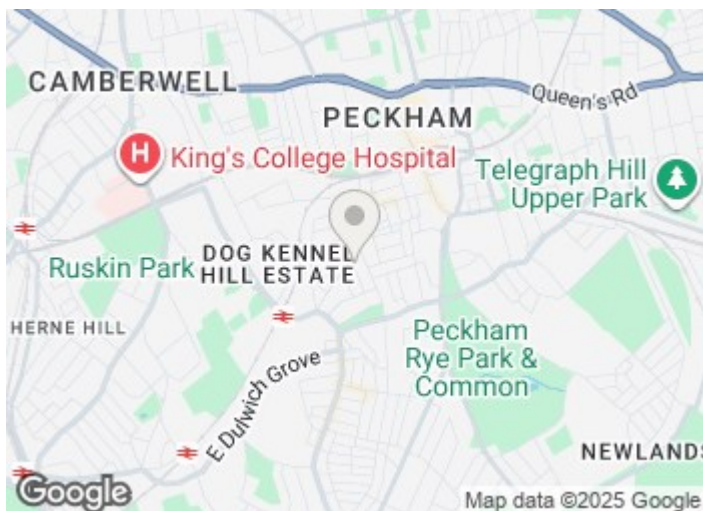 CAMBERWELL
PECKHAM
Queen's Rd
H
King's College Hospital
Telegraph Hill
Upper Park
DOG KENNEL
HILL ESTATE
Ruskin Park
HERNE HILL
Peckham
Rye Park &
Common
E Dulwich Grove
NEWLANDS
Google
Map data ©2025 Google